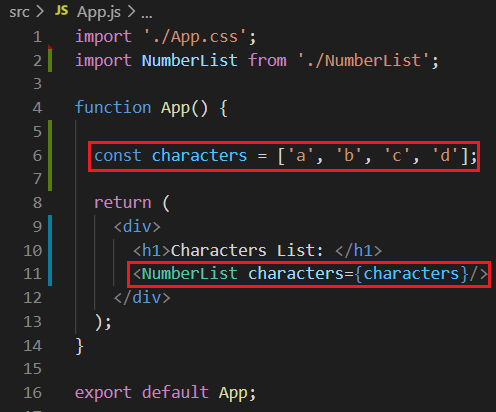 src > JS App.js > ...
1 import './App.css';
2 import NumberList from './NumberList';
3
4 function App() {
5
6 const characters = ['a', 'b', 'c', 'd'];
7
8 return (
9 <div>
10 <h1>Characters List: </h1>
11 <NumberList characters={characters}/>
12 </div>
13 );
14 }
15
16 export default App;